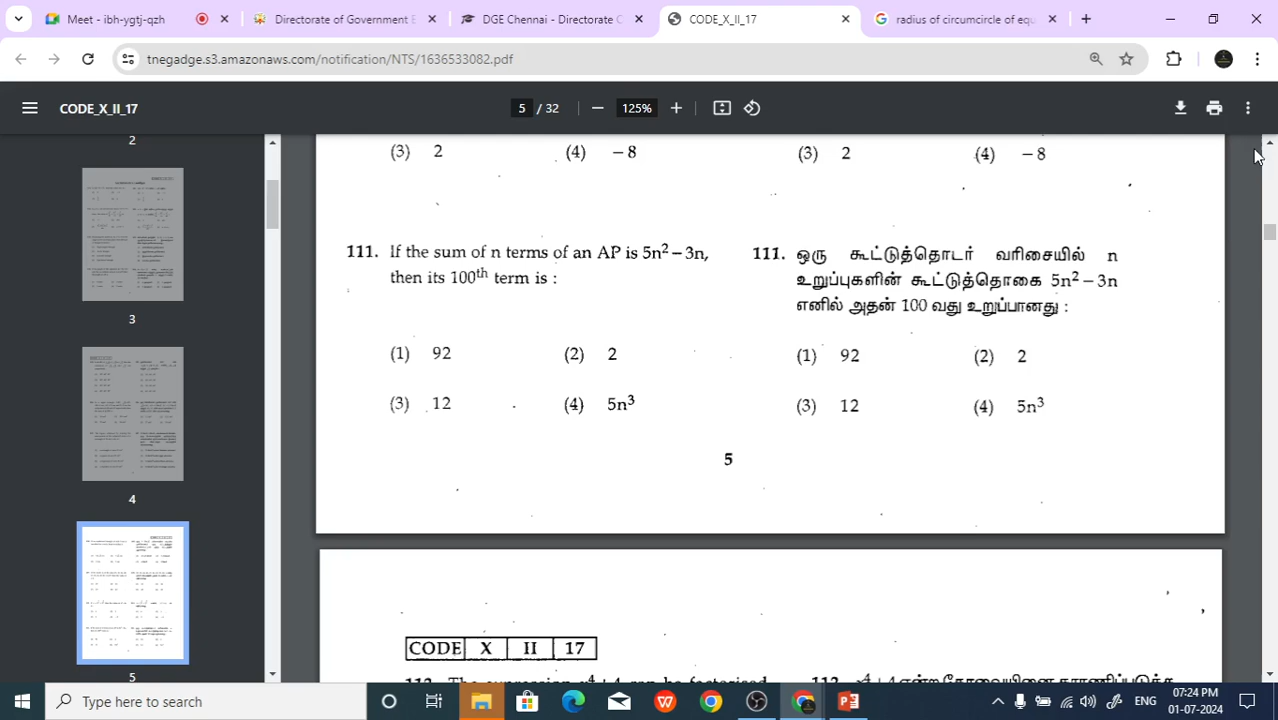 Meet - ibh-ygtj-qzh
Directorate of Government E
DGE Chennai - Directorate C
CODE_X_II_17
radius of circumcircle of equ
tnegadge.s3.amazonaws.com/notification/NTS/1636533082.pdf
CODE_X_II_17
5 / 32
125%
2
3
4
5
(3) 2 (4) – 8
(3) 2 (4) – 8
111. If the sum of n terms of an AP is 5n² – 3n,
then its 100th term is :
(1) 92 (2) 2
(3) 12 (4) 5n³
111. ஒரு கூட்டுத்தொடர் வரிசையில் n
உறுப்புகளின் கூட்டுத்தொகை 5n² – 3n
எனில் அதன் 100 வது உறுப்பானது :
(1) 92 (2) 2
(3) 12 (4) 5n³
5
CODE X II 17
Type here to search
ENG
07:24 PM
01-07-2024